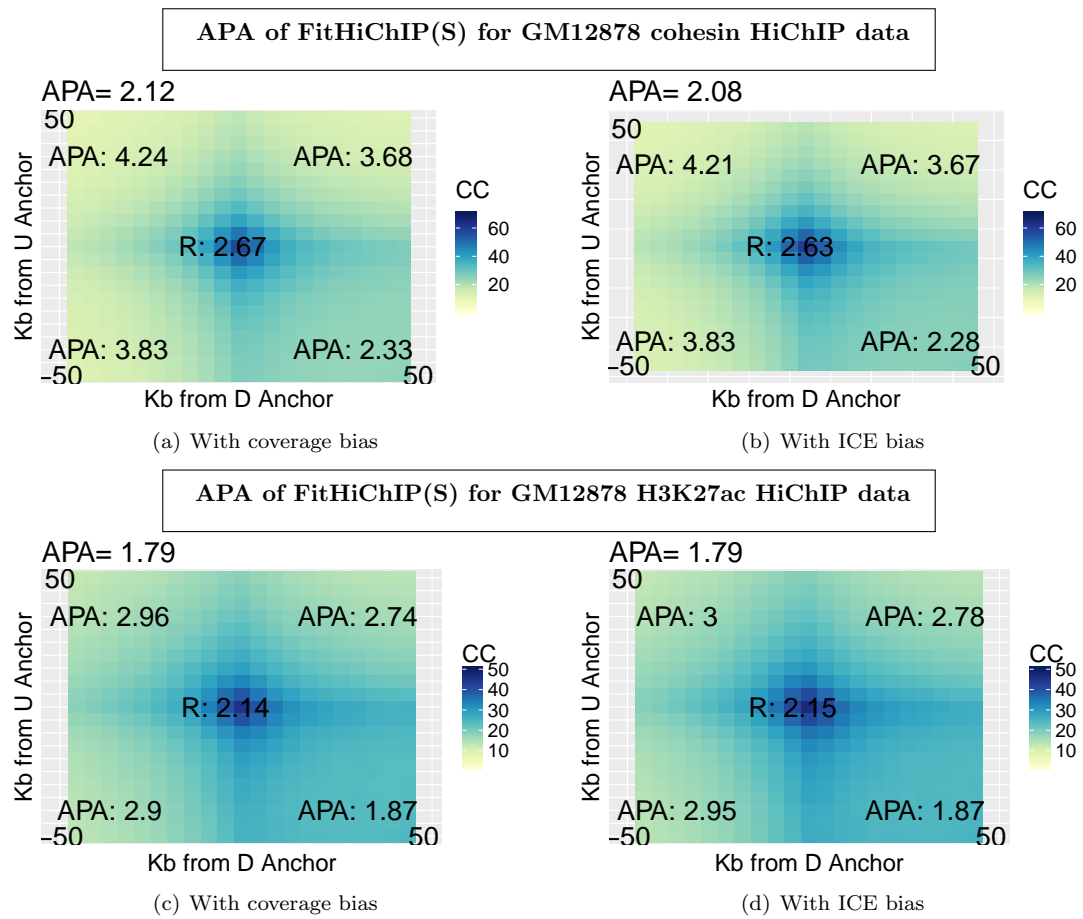 APA of FitHiChIP(S) for GM12878 cohesin HiChIP data
APA= 2.12
50
APA: 4.24
APA: 3.68
R: 2.67
APA: 3.83
APA: 2.33
−50
50
Kb from U Anchor
Kb from D Anchor
CC
60
40
20
(a) With coverage bias
APA= 2.08
50
APA: 4.21
APA: 3.67
R: 2.63
APA: 3.83
APA: 2.28
−50
50
Kb from U Anchor
Kb from D Anchor
CC
60
40
20
(b) With ICE bias
APA of FitHiChIP(S) for GM12878 H3K27ac HiChIP data
APA= 1.79
50
APA: 2.96
APA: 2.74
R: 2.14
APA: 2.9
APA: 1.87
−50
50
Kb from U Anchor
Kb from D Anchor
CC
50
40
30
20
10
(c) With coverage bias
APA= 1.79
50
APA: 3
APA: 2.78
R: 2.15
APA: 2.95
APA: 1.87
−50
50
Kb from U Anchor
Kb from D Anchor
CC
50
40
30
20
10
(d) With ICE bias